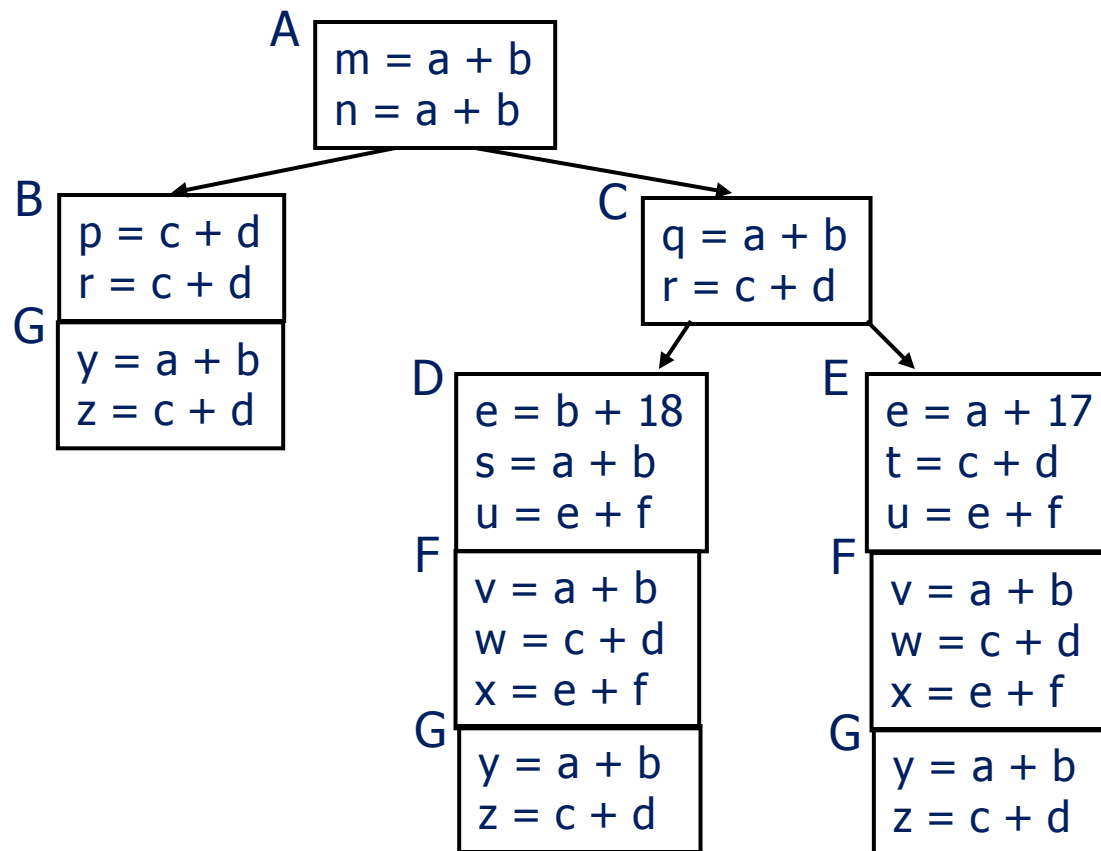 A
m = a + b
n = a + b
B
p = c + d
r = c + d
G
y = a + b
z = c + d
C
q = a + b
r = c + d
D
e = b + 18
s = a + b
u = e + f
F
v = a + b
w = c + d
x = e + f
G
y = a + b
z = c + d
E
e = a + 17
t = c + d
u = e + f
F
v = a + b
w = c + d
x = e + f
G
y = a + b
z = c + d